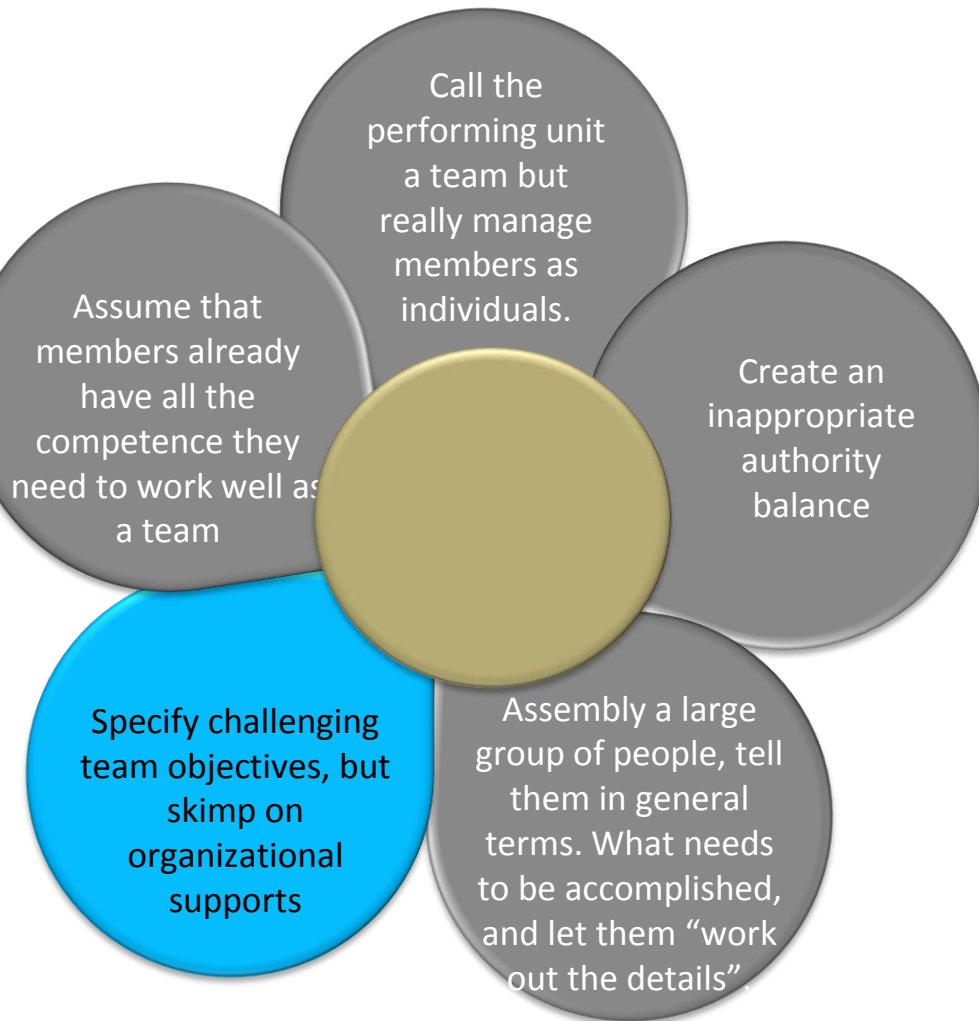 Call the
performing unit
a team but
really manage
members as
individuals.
Create an
inappropriate
authority
balance
Assembly a large
group of people, tell
them in general
terms. What needs
to be accomplished,
and let them “work
out the details”.
Specify challenging
team objectives, but
skimp on
organizational
supports
Assume that
members already
have all the
competence they
need to work well as
a team